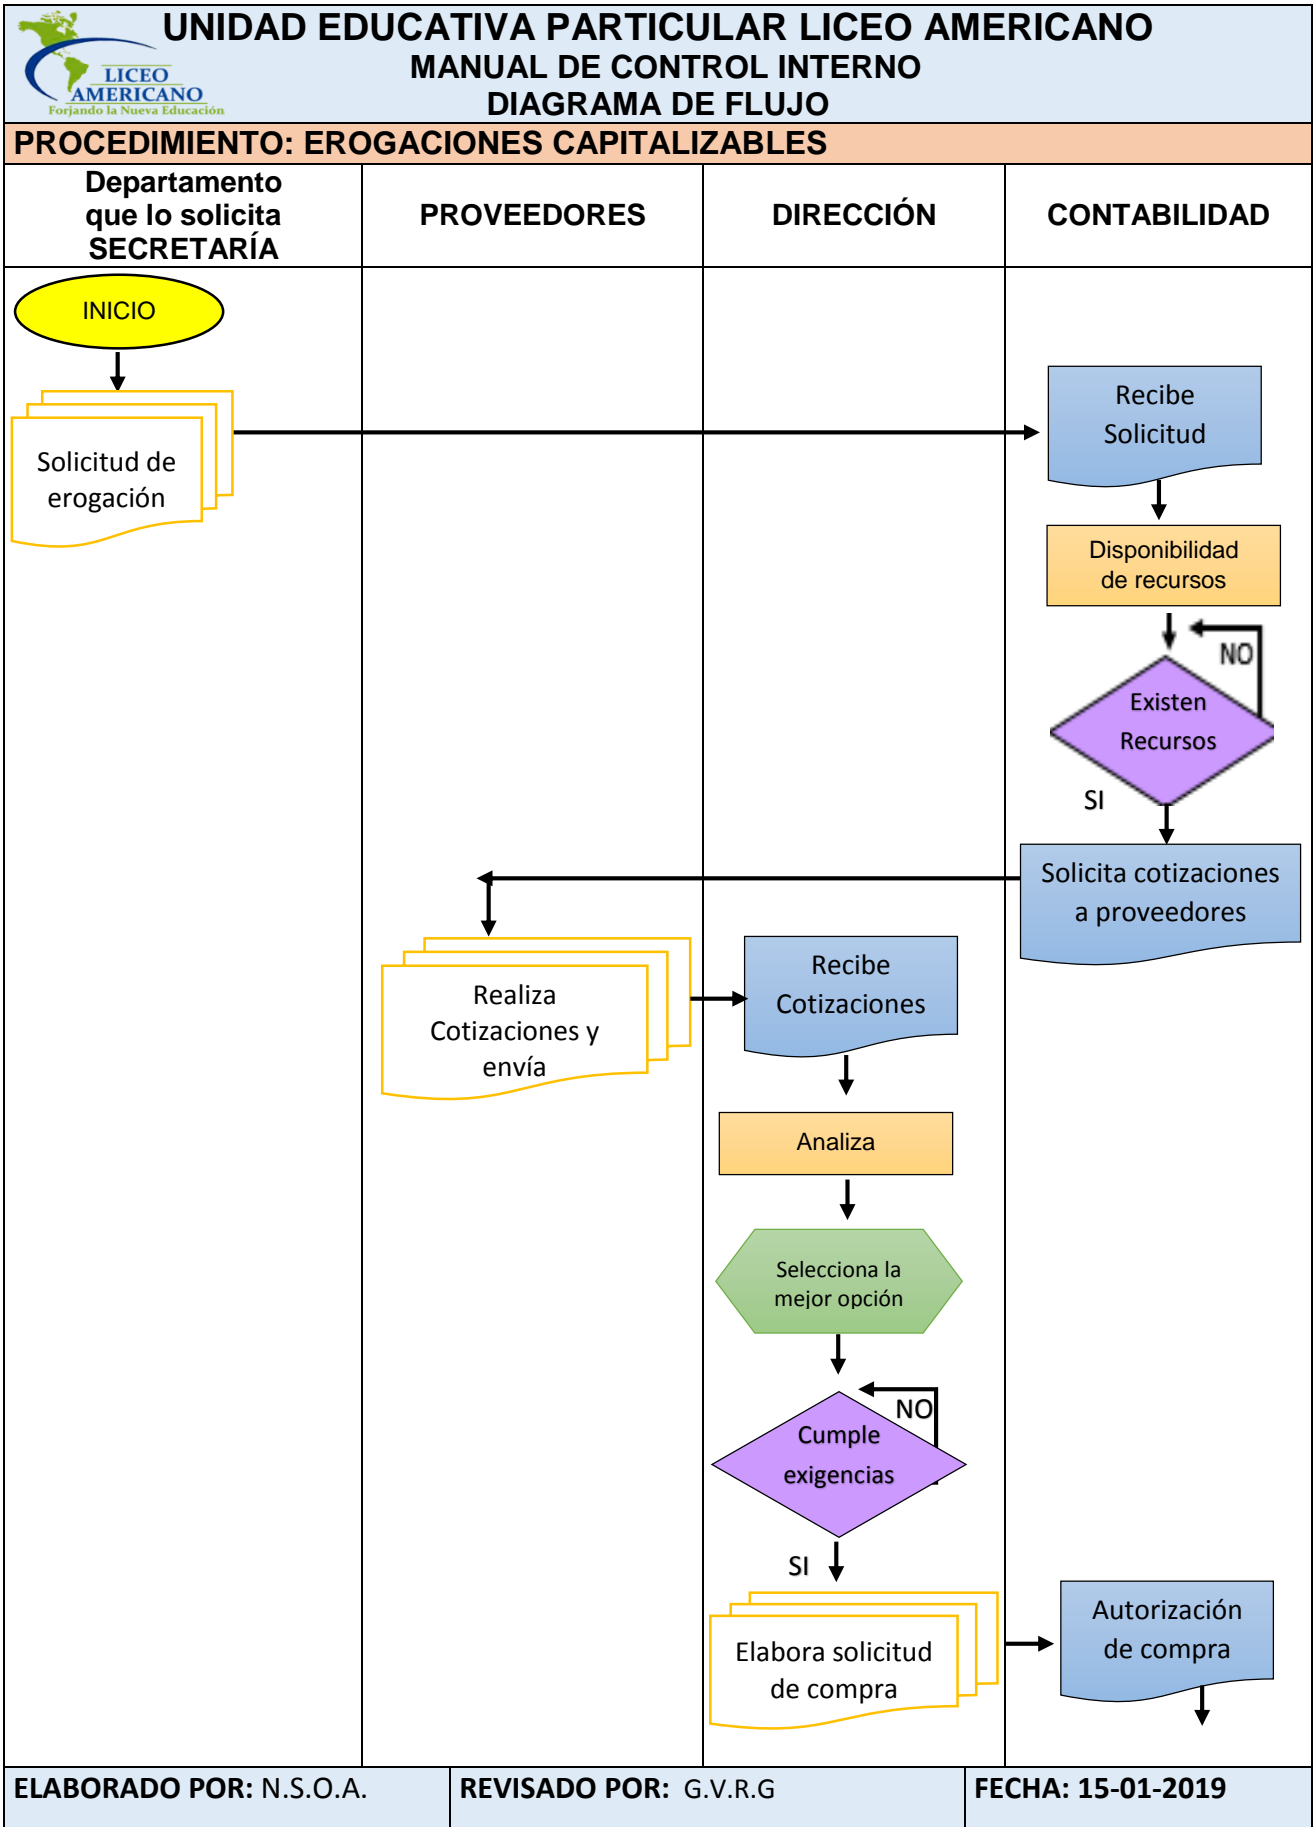 UNIDAD EDUCATIVA PARTICULAR LICEO AMERICANO
MANUAL DE CONTROL INTERNO
DIAGRAMA DE FLUJO
LICEO
AMERICANO
Forjando la Nueva Educación
PROCEDIMIENTO: EROGACIONES CAPITALIZABLES
Departamento
que lo solicita
SECRETARÍA
PROVEEDORES
DIRECCIÓN
CONTABILIDAD
INICIO
Solicitud de
erogación
Recibe
Solicitud
Disponibilidad
de recursos
NO
Existen
Recursos
SI
Solicita cotizaciones
a proveedores
Realiza
Cotizaciones y
envía
Recibe
Cotizaciones
Analiza
Selecciona la
mejor opción
NO
Cumple
exigencias
SI
Elabora solicitud
de compra
Autorización
de compra
ELABORADO POR: N.S.O.A.
REVISADO POR: G.V.R.G
FECHA: 15-01-2019